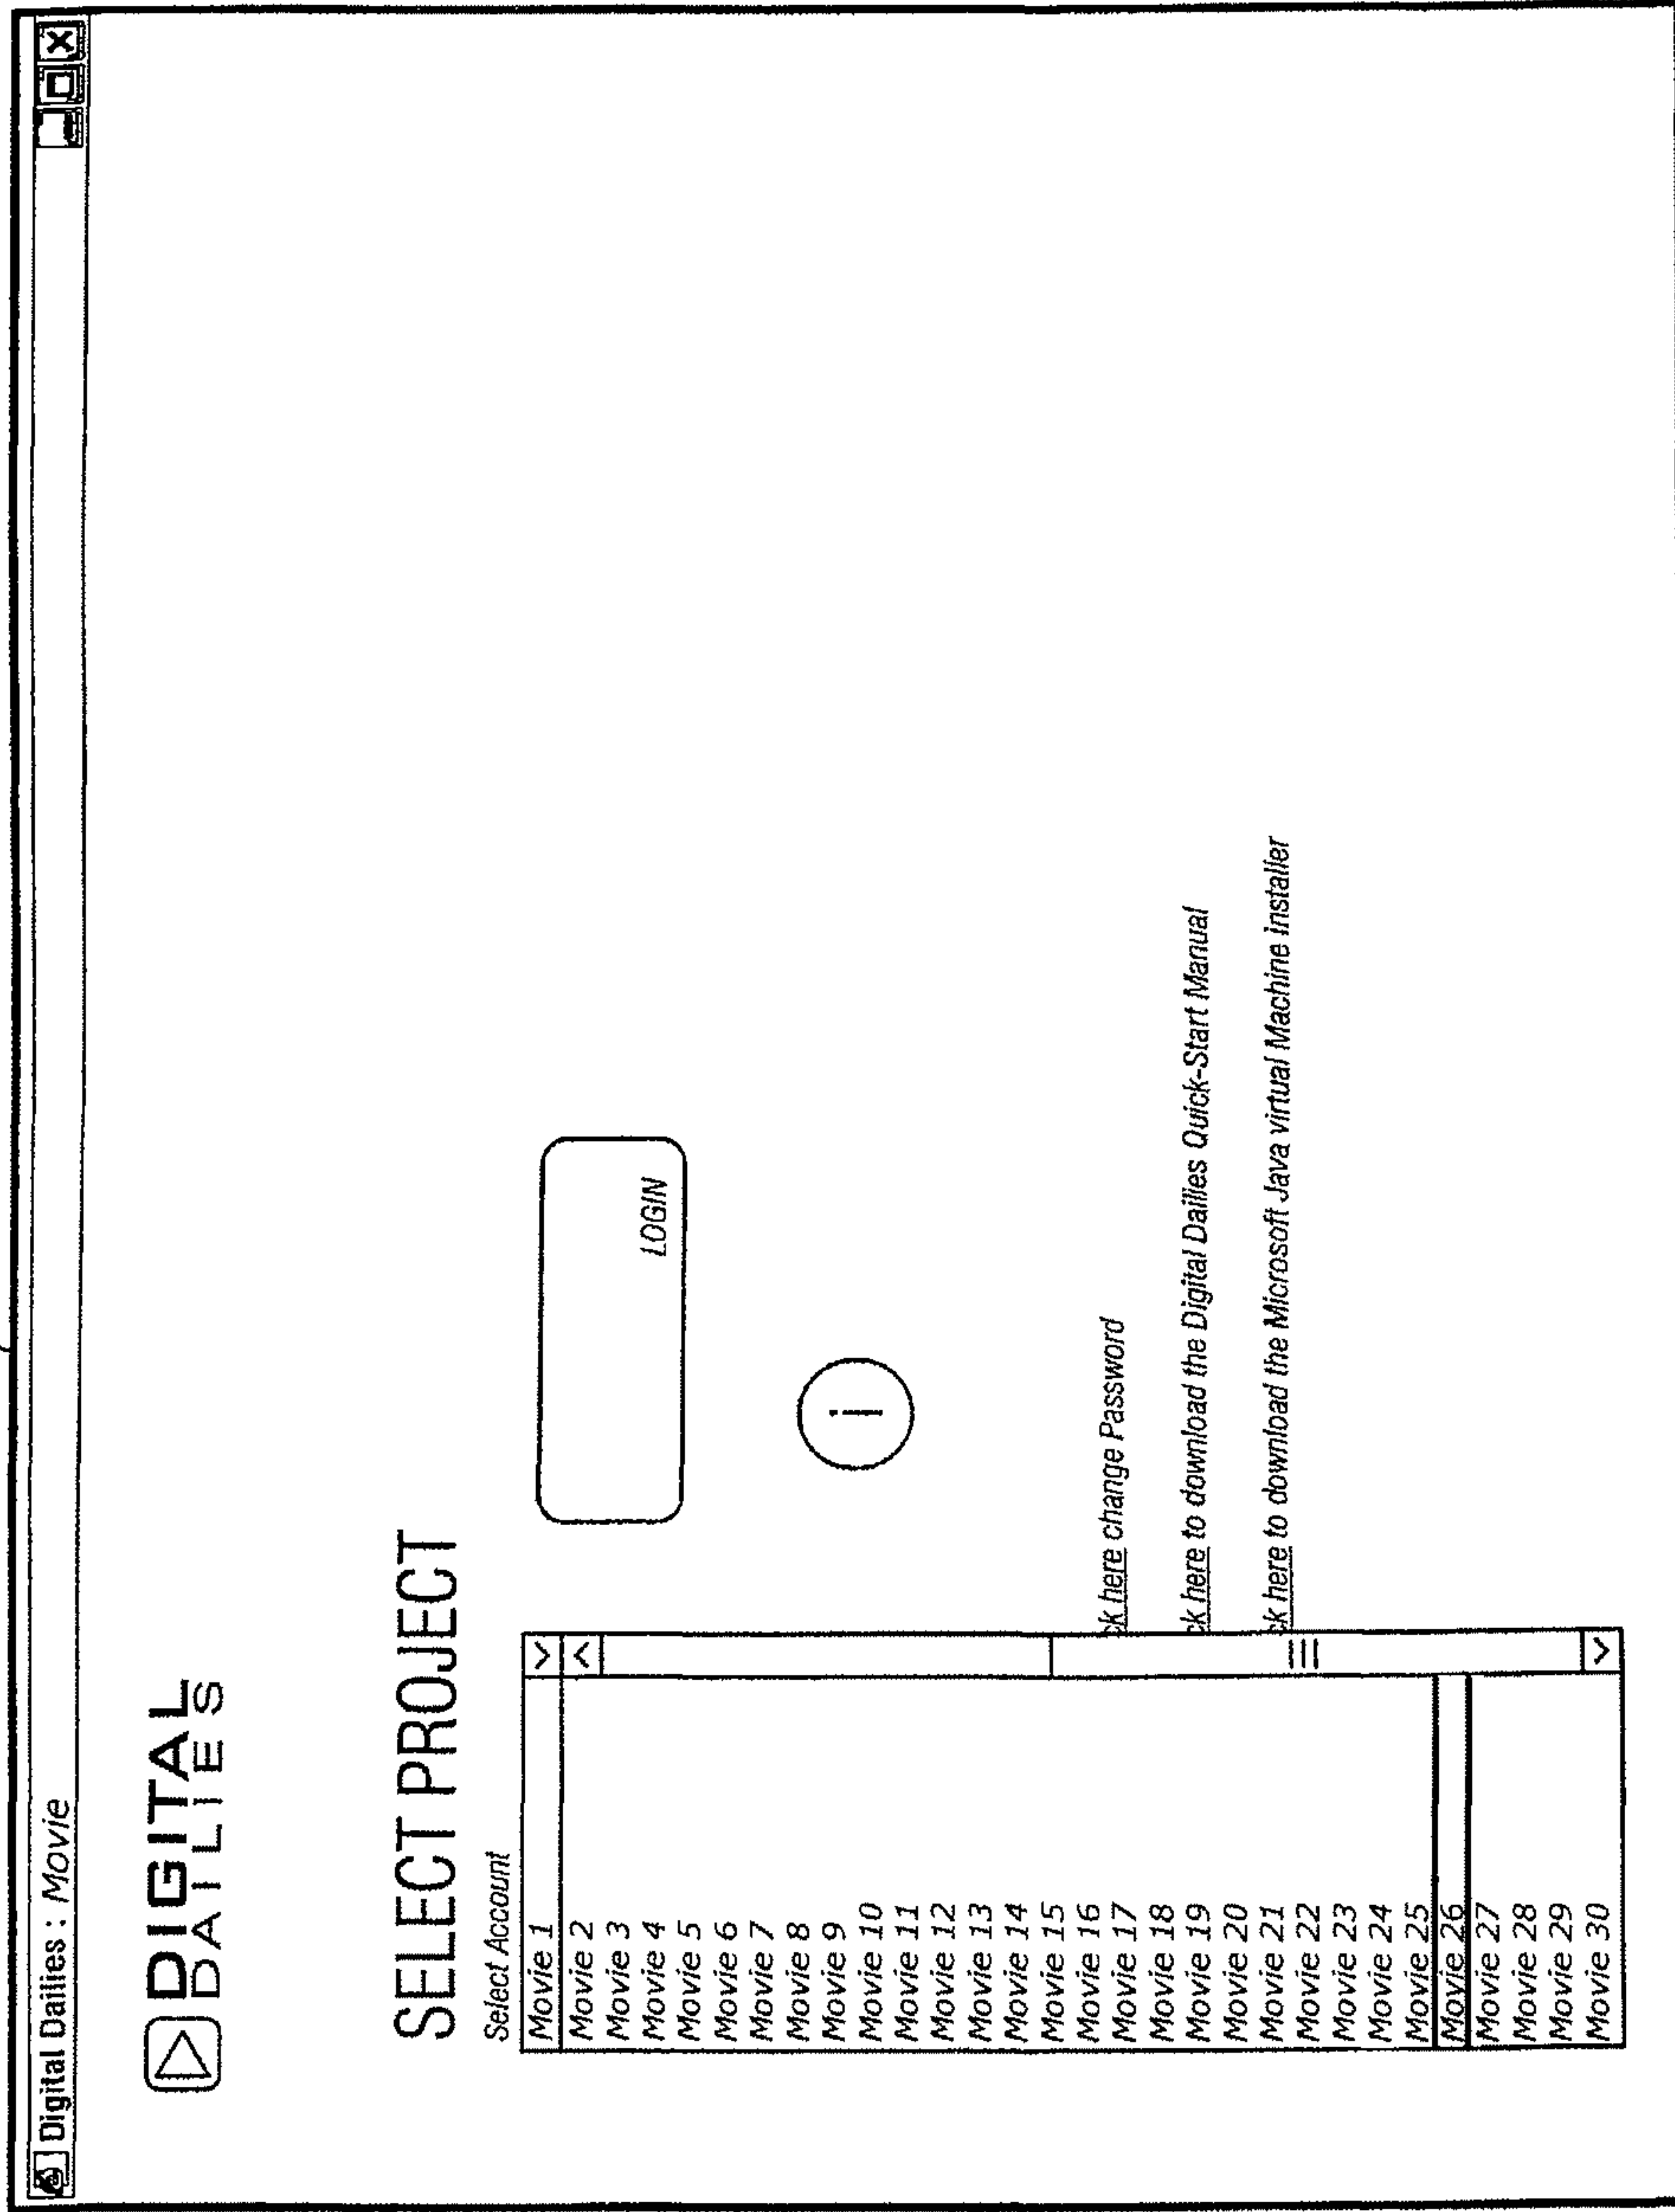 Digital Dailies : Movie
DIGITAL
DAILIES
SELECT PROJECT
Select Account
Movie 1
Movie 2
Movie 3
Movie 4
Movie 5
Movie 6
Movie 7
Movie 8
Movie 9
Movie 10
Movie 11
Movie 12
Movie 13
Movie 14
Movie 15
Movie 16
Movie 17
Movie 18
Movie 19
Movie 20
Movie 21
Movie 22
Movie 23
Movie 24
Movie 25
Movie 26
Movie 27
Movie 28
Movie 29
Movie 30
LOGIN
i
ck here change Password
ck here to download the Digital Dailies Quick-Start Manual
ck here to download the Microsoft Java virtual Machine installer